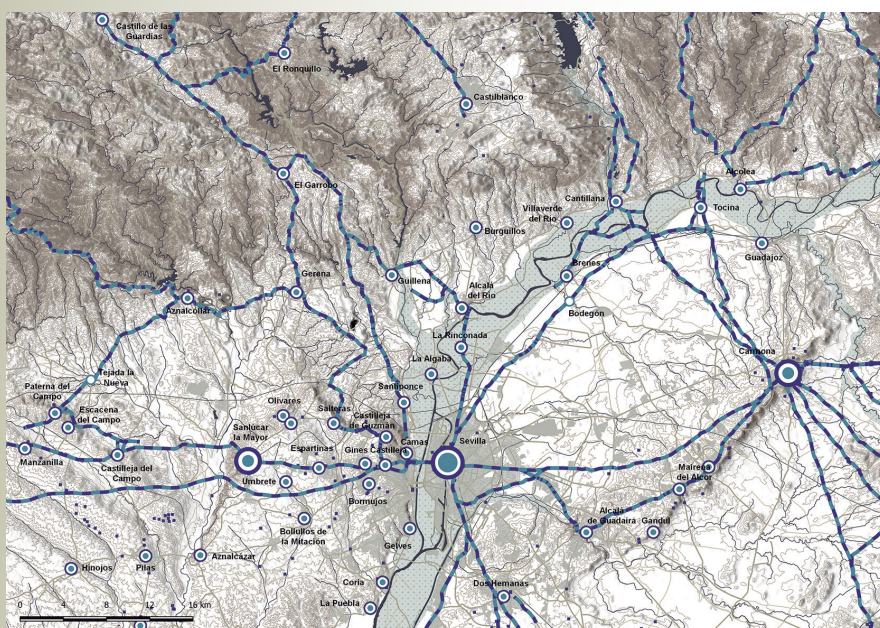 Castillo de las
Guardias
El Ronquillo
Castilblanco
El Garrobo
Alcolea
Cantillana
Tocina
Villaverde
del Río
Burguillos
Guadajoz
Brenes
Guillena
Gerena
Alcalá
del Río
Aznalcóllar
Bodegón
La Rinconada
Carmona
La Algaba
Tejada la
Nueva
Paterna del
Campo
Santiponce
Escacena
del Campo
Olivares
Salteras
Castilleja
de Guzmán
Sanlúcar
la Mayor
Camas
Sevilla
Espartinas
Gines
Castilleja
Manzanilla
Castilleja del
Campo
Umbrete
Mairena
del Alcor
Bormujos
Alcalá
de Guadaira
Gandul
Bollullos de
la Mitación
Gelves
Aznalcázar
Hinojos
Pilas
Coria
Dos Hemanas
La Puebla
0 4 8 12 16 km